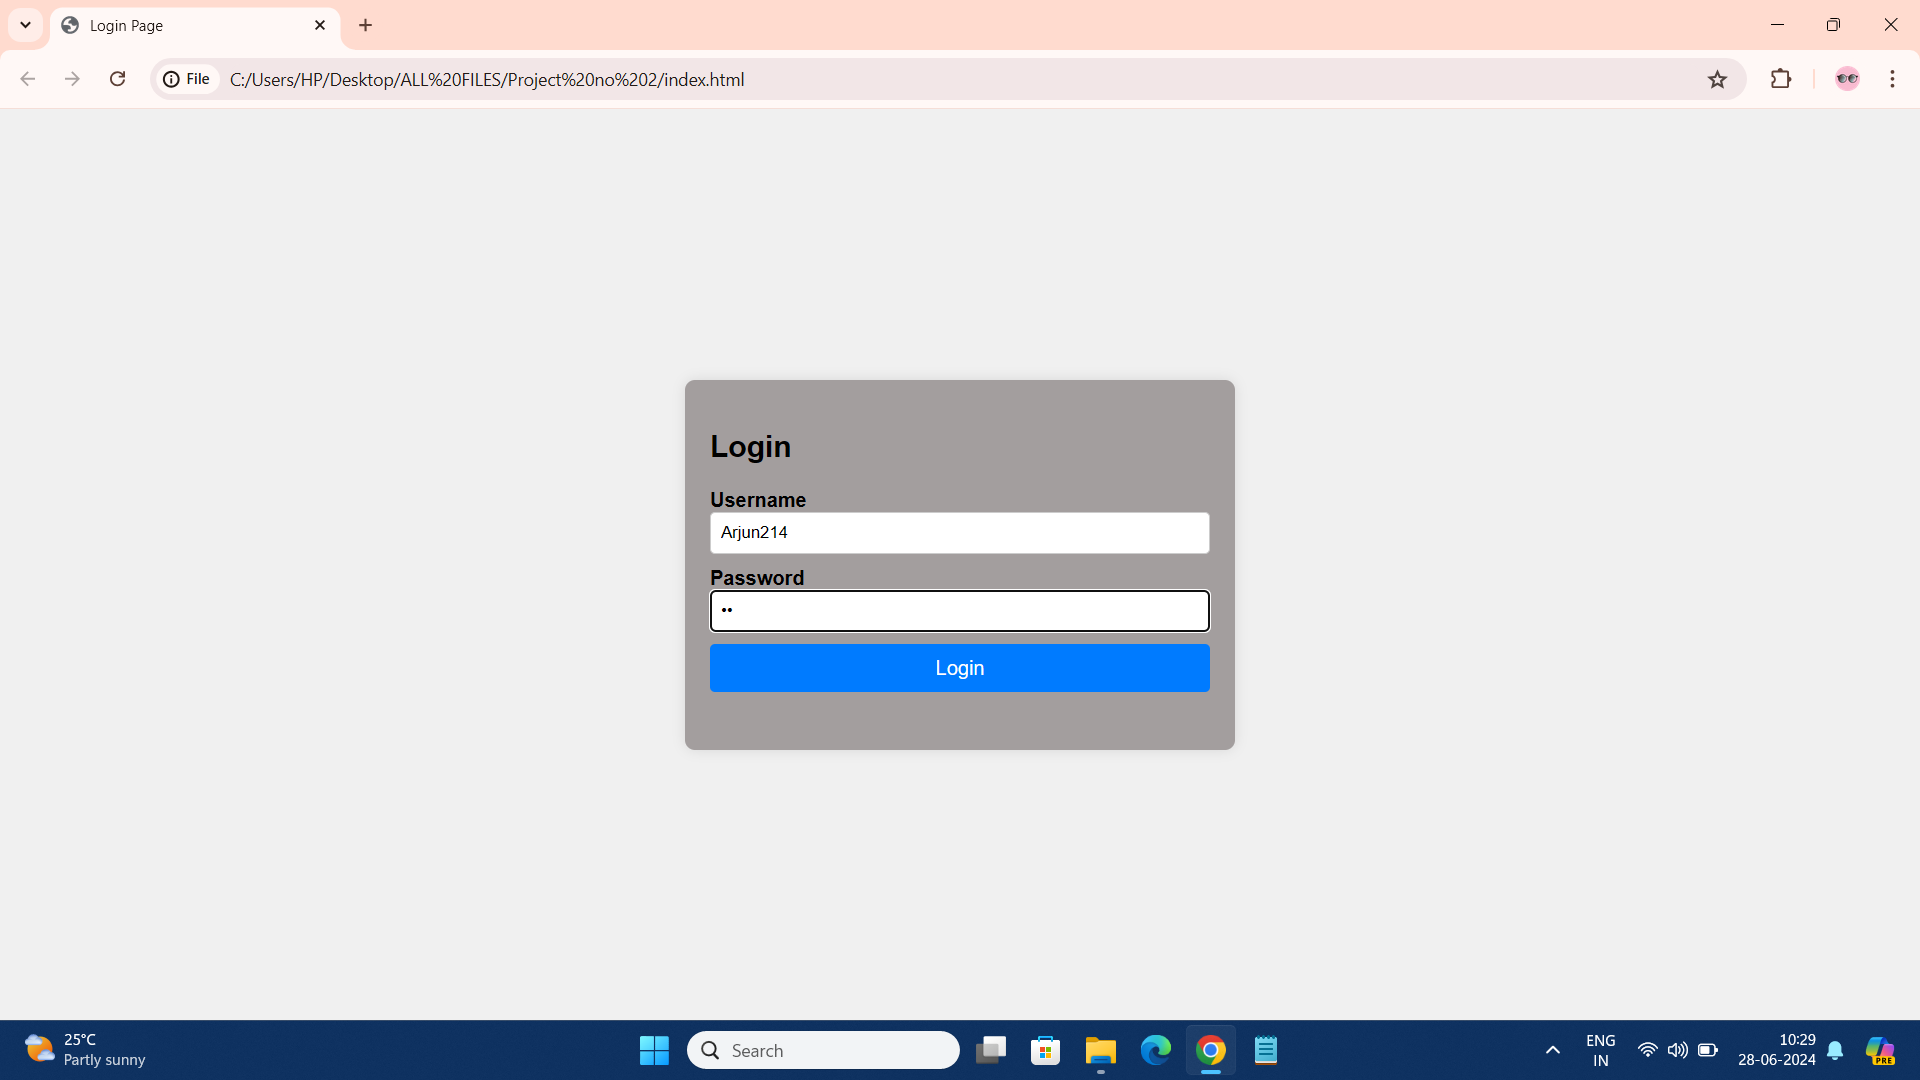 Login Page
File
C:/Users/HP/Desktop/ALL%20FILES/Project%20no%202/index.html
Login
Username
Arjun214
Password
••
Login
25°C
Partly sunny
Search
ENG
IN
10:29
28-06-2024
PRE